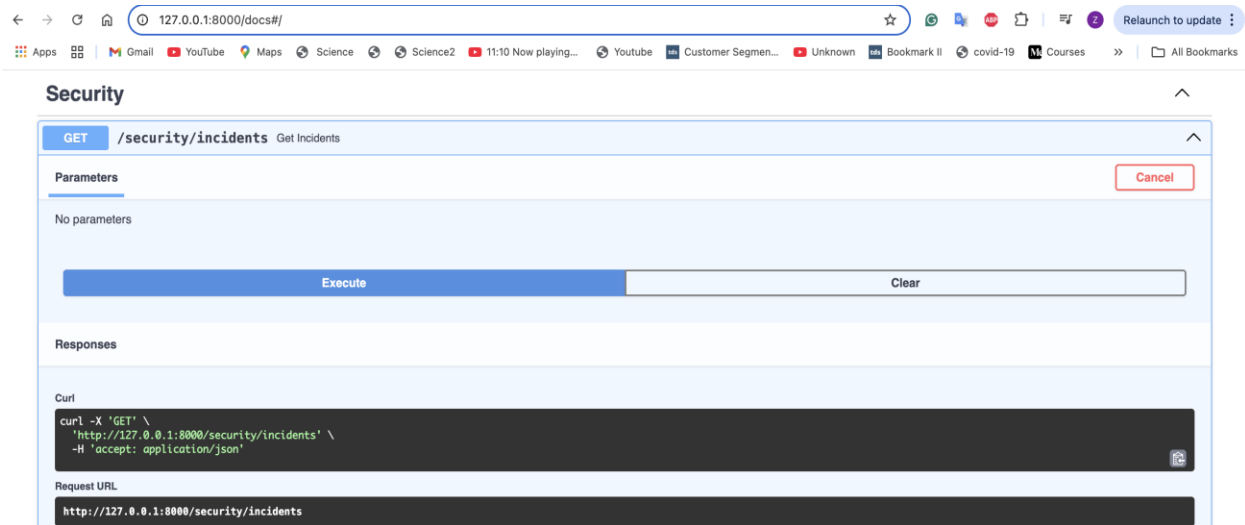 127.0.0.1:8000/docs#/
Relaunch to update
Apps Gmail YouTube Maps Science Science2 11:10 Now playing... Youtube tds Customer Segmen... Unknown tds Bookmark II covid-19 Courses » All Bookmarks
Security
GET /security/incidents Get Incidents
Parameters Cancel
No parameters
Execute Clear
Responses
Curl
curl -X 'GET' \
'http://127.0.0.1:8000/security/incidents' \
-H 'accept: application/json'
Request URL
http://127.0.0.1:8000/security/incidents